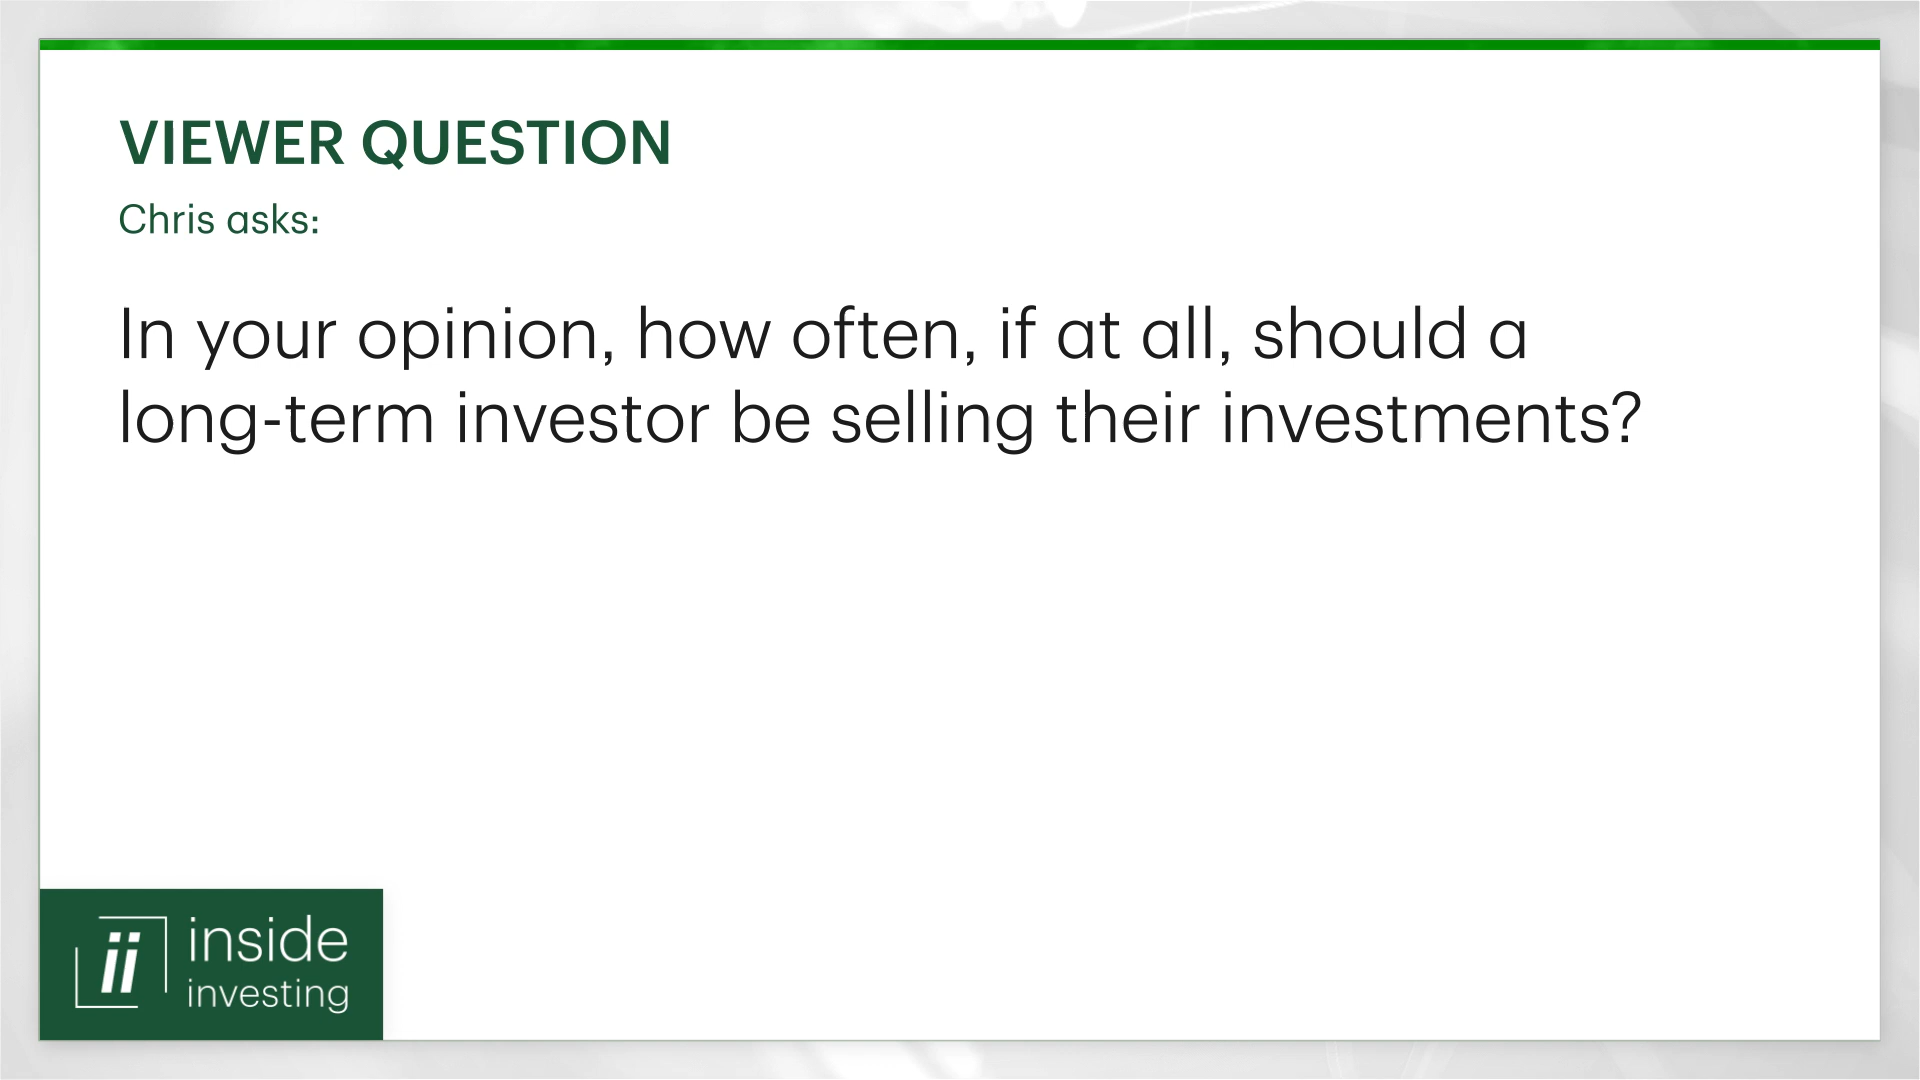 VIEWER QUESTION
Chris asks:
In your opinion, how often, if at all, should a
long-term investor be selling their investments?
ii
inside
investing